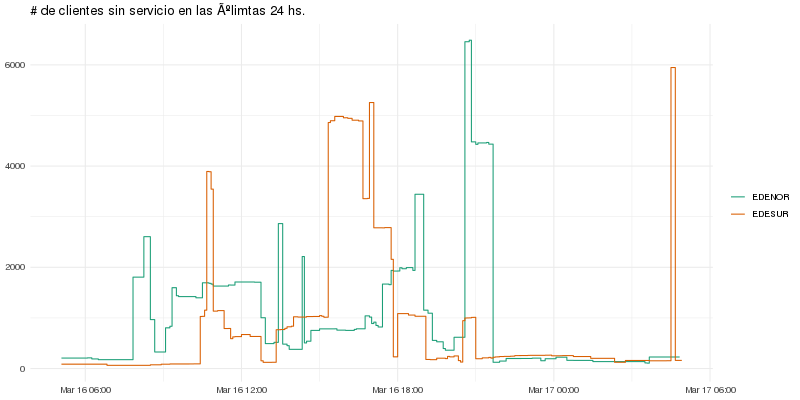 # de clientes sin servicio en las Ãºlimtas 24 hs.
6000
4000
2000
0
Mar 16 06:00
Mar 16 12:00
Mar 16 18:00
Mar 17 00:00
Mar 17 06:00
EDENOR
EDESUR